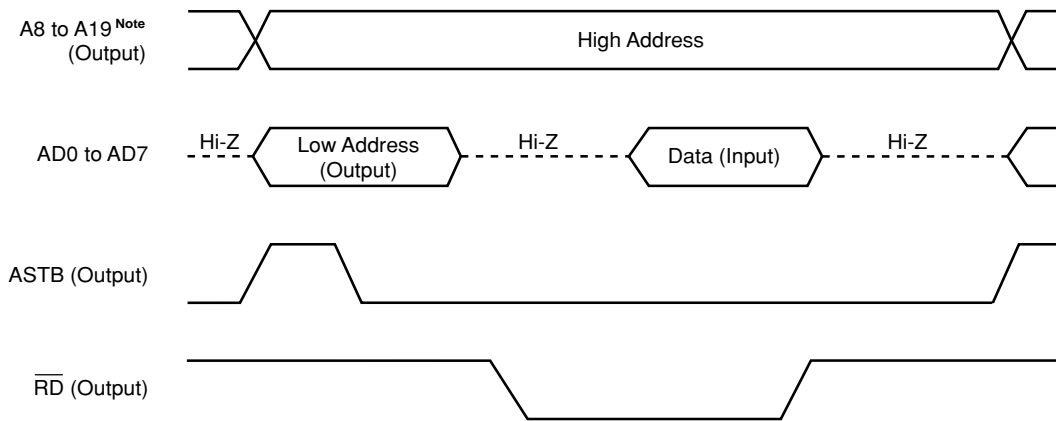 A8 to A19 Note
(Output)
High Address
AD0 to AD7
Hi-Z
Low Address
(Output)
Hi-Z
Data (Input)
Hi-Z
ASTB (Output)
RD (Output)